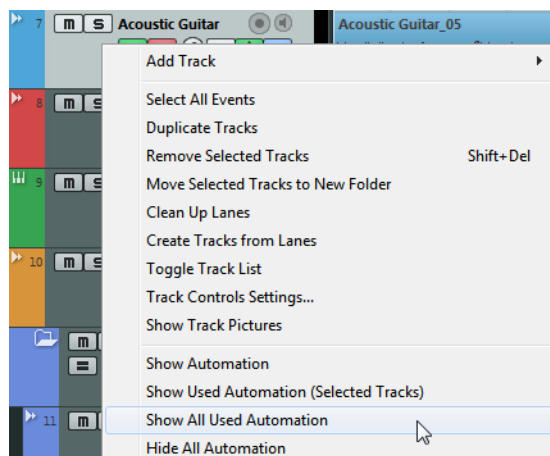 7 m S Acoustic Guitar Acoustic Guitar_05
Add Track
8 m S Select All Events
Duplicate Tracks
Remove Selected Tracks Shift+Del
9 m S Move Selected Tracks to New Folder
Clean Up Lanes
Create Tracks from Lanes
10 m S Toggle Track List
Track Controls Settings...
Show Track Pictures
m
Show Automation
Show Used Automation (Selected Tracks)
11 m Show All Used Automation
Hide All Automation